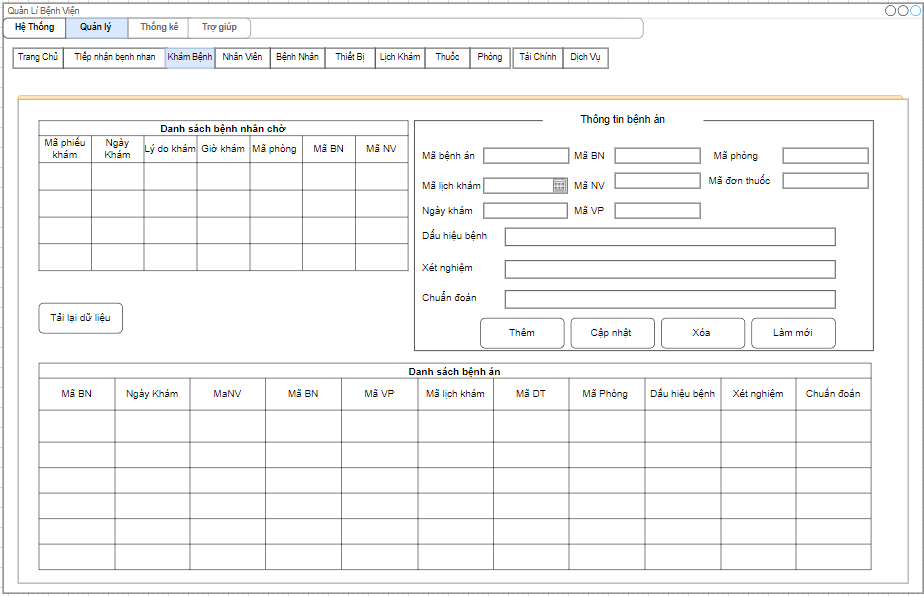 Quản Lí Bệnh Viện
Hệ Thống Quản lý Thống kê Trợ giúp
Trang Chủ Tiếp nhận bẹnh nhan Khám Bệnh Nhân Viên Bệnh Nhân Thiết Bị Lịch Khám Thuốc Phòng Tài Chính Dịch Vụ
Danh sách bệnh nhân chờ
Mã phiếu khám Ngày Khám Lý do khám Giờ khám Mã phòng Mã BN Mã NV
Tải lại dữ liệu
Thông tin bệnh án
Mã bệnh án Mã BN Mã phòng
Mã lịch khám Mã NV Mã đơn thuốc
Ngày khám Mã VP
Dấu hiệu bệnh
Xét nghiệm
Chuẩn đoán
Thêm Cập nhật Xóa Làm mới
Danh sách bệnh án
Mã BN Ngày Khám MaNV Mã BN Mã VP Mã lịch khám Mã DT Mã Phòng Dấu hiệu bệnh Xét nghiệm Chuẩn đoán